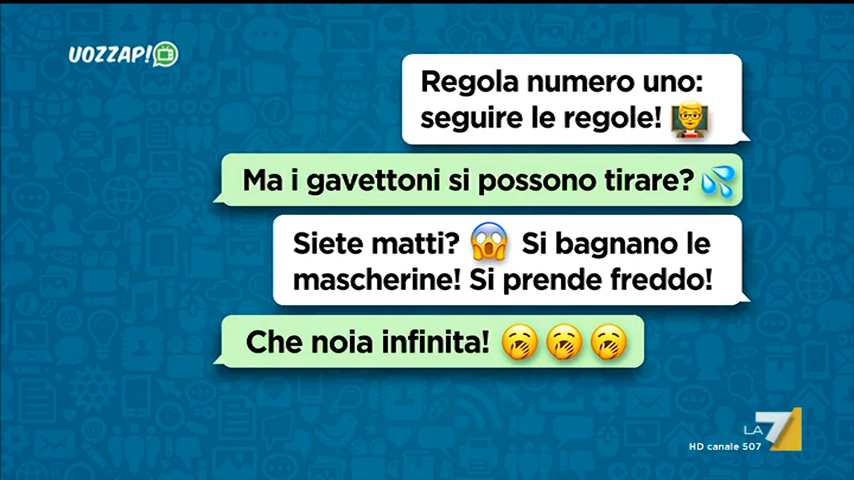 UOZZAP!
Regola numero uno:
seguire le regole! 👨‍🏫
Ma i gavettoni si possono tirare? 💦
Siete matti? 😱 Si bagnano le
mascherine! Si prende freddo!
Che noia infinita! 🥱🥱🥱
LA7
HD canale 507